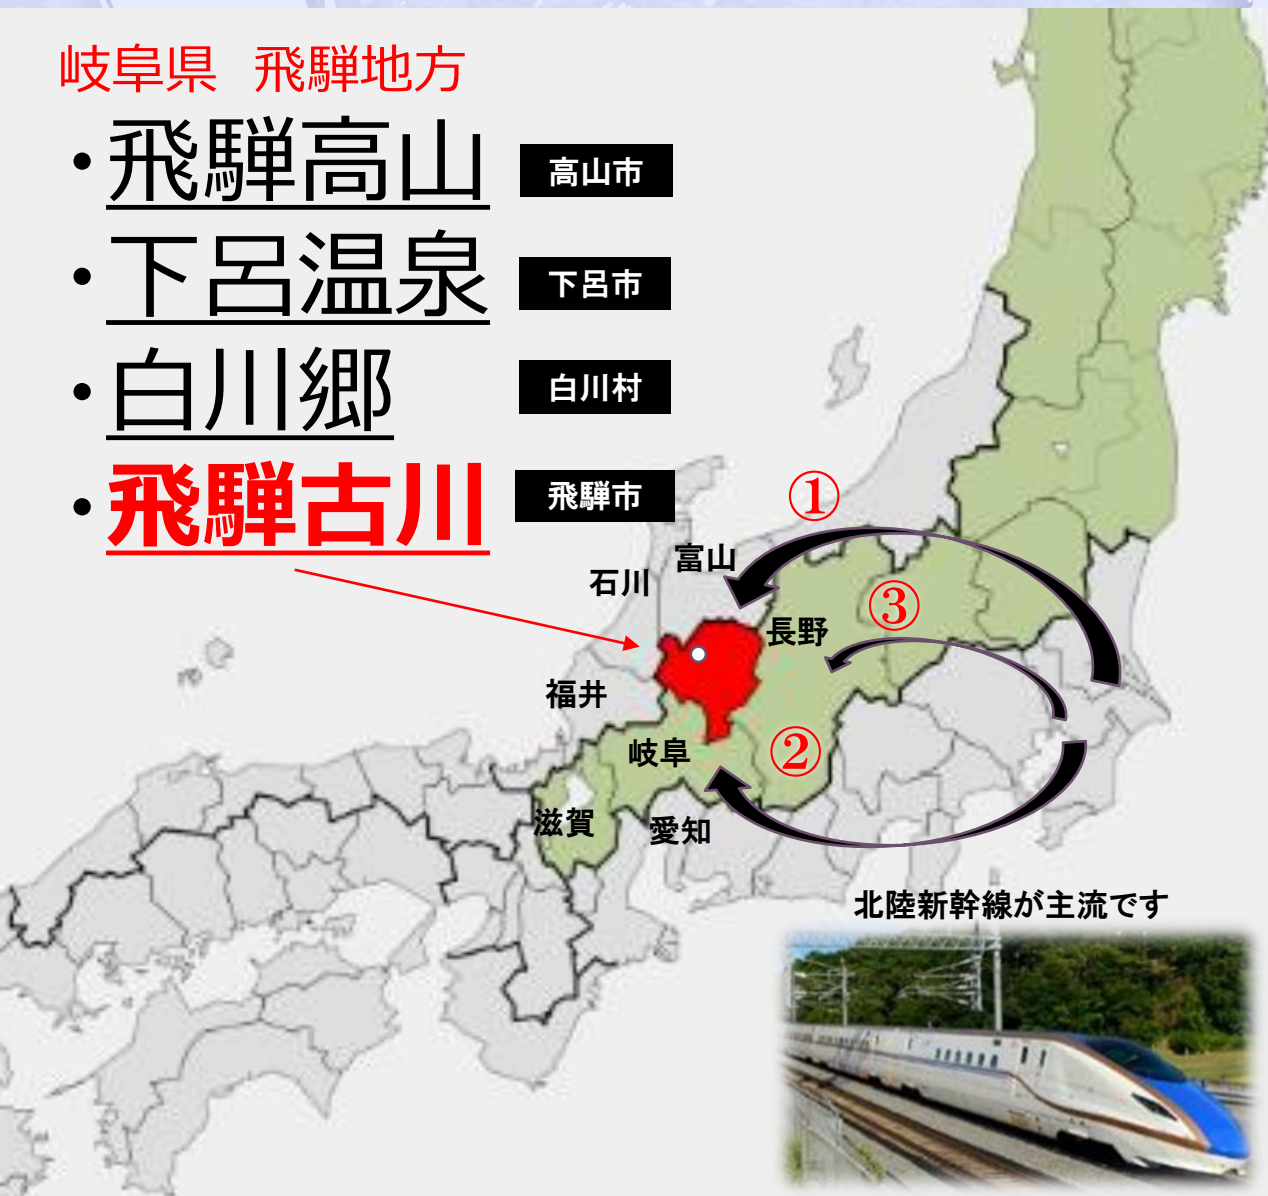 岐阜県　飛騨地方
・飛騨高山
高山市
・下呂温泉
下呂市
・白川郷
白川村
・飛騨古川
飛騨市
①
富山
石川
③
長野
福井
岐阜
②
滋賀
愛知
北陸新幹線が主流です